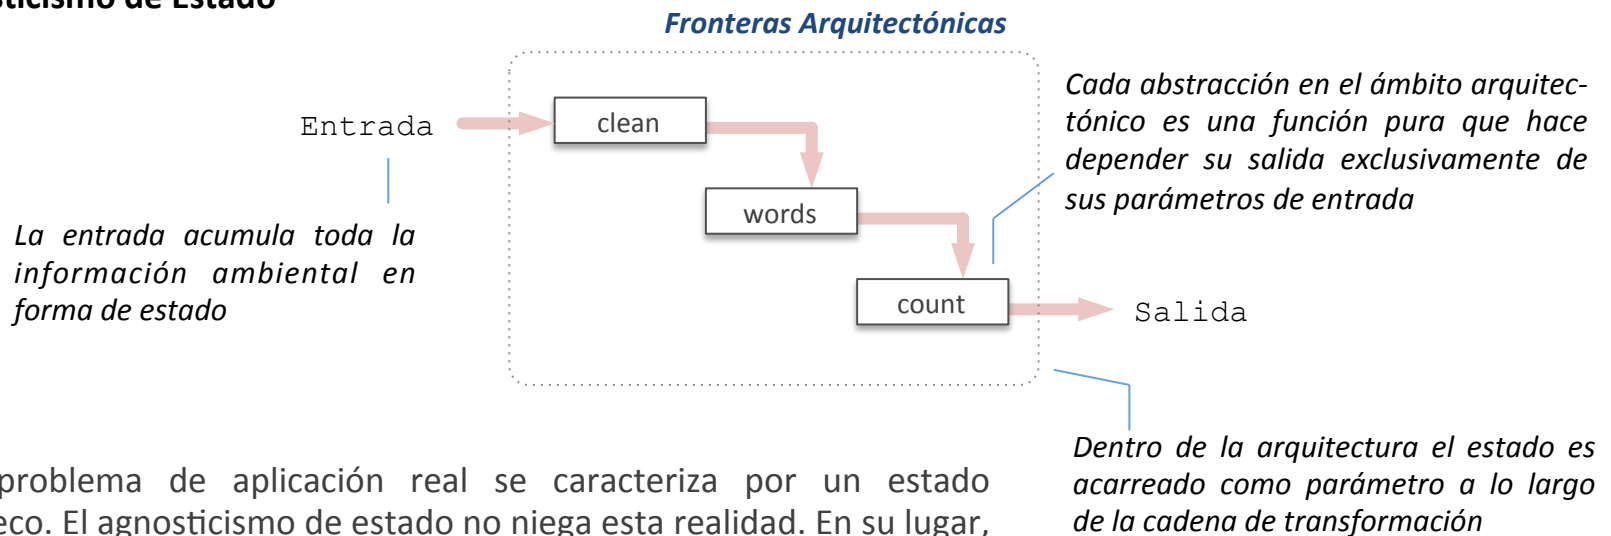 Estado
Fronteras Arquitectónicas
Entrada
clean
words
count
Salida
Cada abstracción en el ámbito arquitec-
tónico es una función pura que hace
depender su salida exclusivamente de
sus parámetros de entrada
La entrada acumula toda la
información ambiental en
forma de estado
Dentro de la arquitectura el estado es
acarreado como parámetro a lo largo
de la cadena de transformación
problema de aplicación real se caracteriza por un estado
El agnosticismo de estado no niega esta realidad. En su lugar,